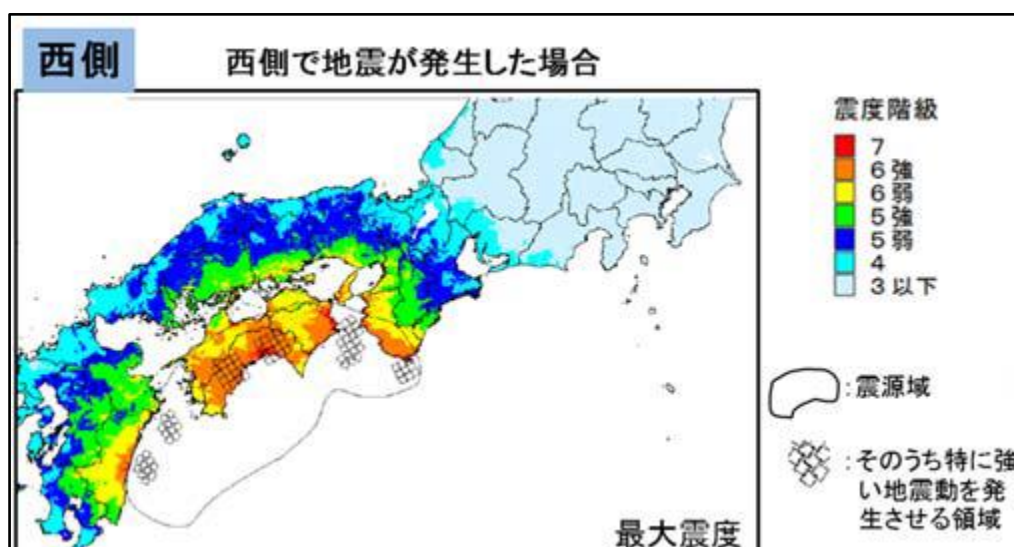 西側
西側で地震が発生した場合
震度階級
7
6強
6弱
5強
5弱
4
3以下
:震源域
:そのうち特に強
い地震動を発
生させる領域
最大震度